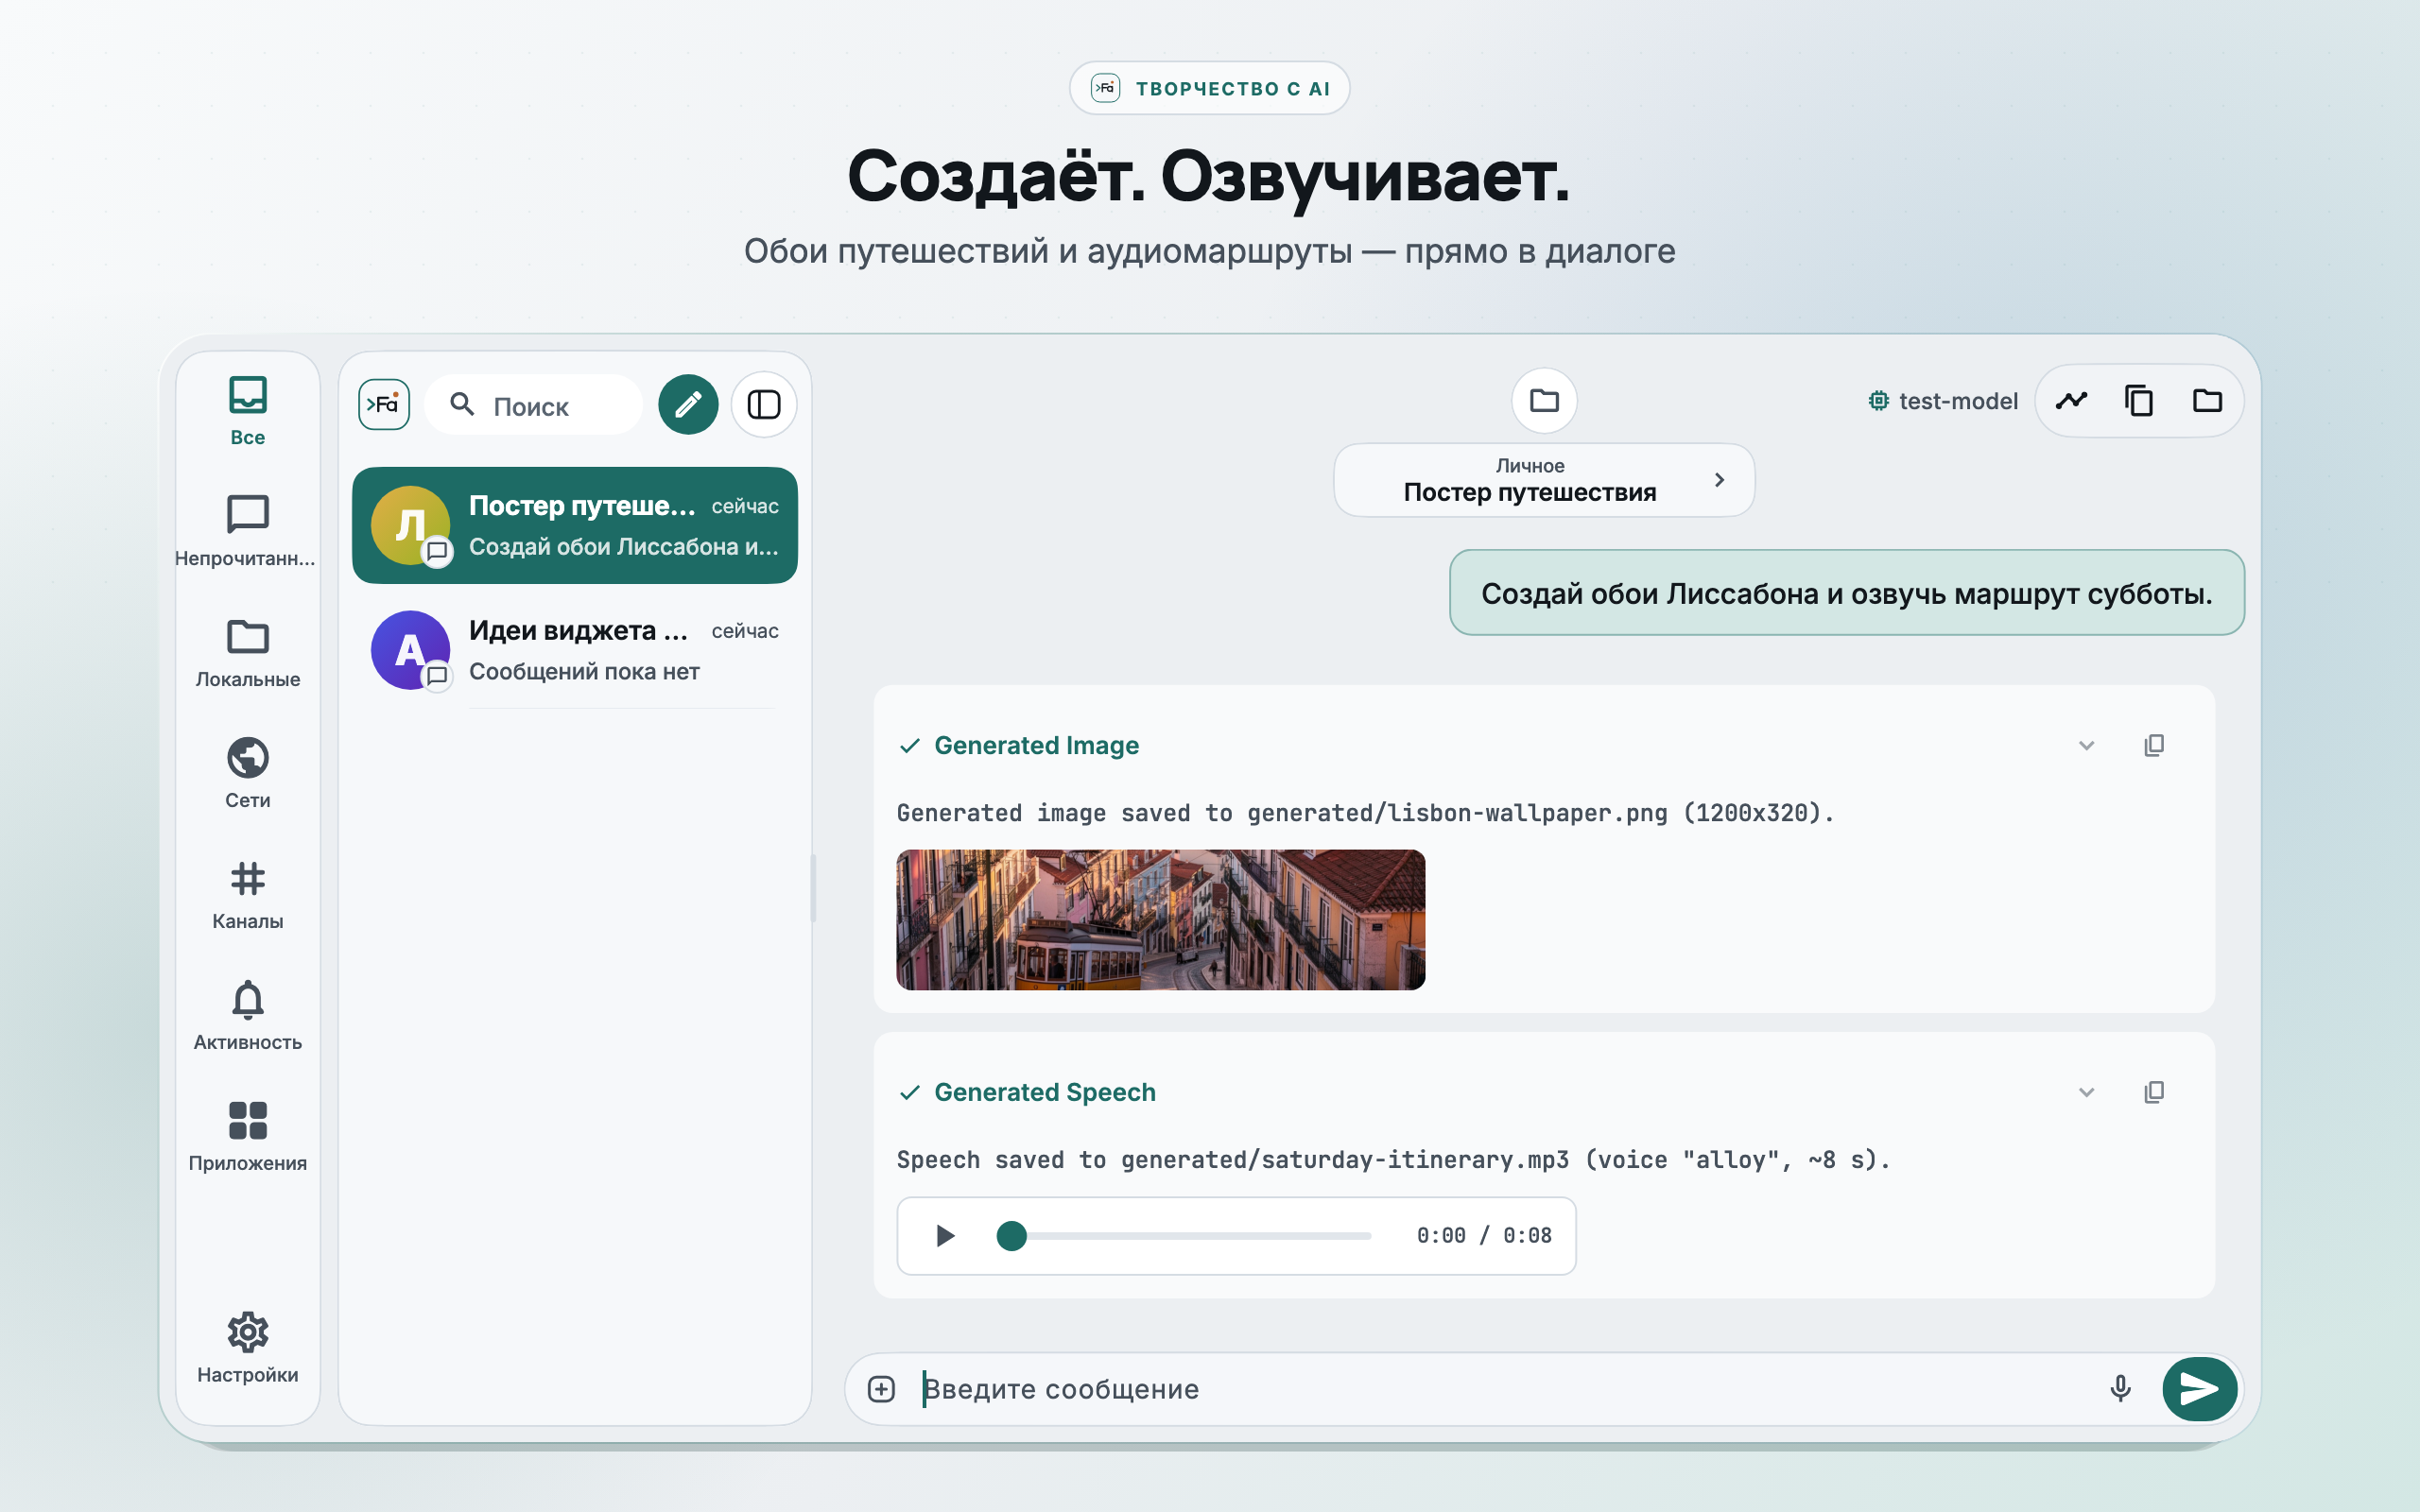 >Fa ТВОРЧЕСТВО С AI
Создаёт. Озвучивает.
Обои путешествий и аудиомаршруты — прямо в диалоге
Все
Непрочитанн...
Локальные
Сети
Каналы
Активность
Приложения
Настройки
>Fa Поиск
Л Постер путеше... сейчас
Создай обои Лиссабона и...
А Идеи виджета ... сейчас
Сообщений пока нет
test-model
Личное
Постер путешествия
Создай обои Лиссабона и озвучь маршрут субботы.
Generated Image
Generated image saved to generated/lisbon-wallpaper.png (1200x320).
Generated Speech
Speech saved to generated/saturday-itinerary.mp3 (voice "alloy", ~8 s).
0:00 / 0:08
Введите сообщение